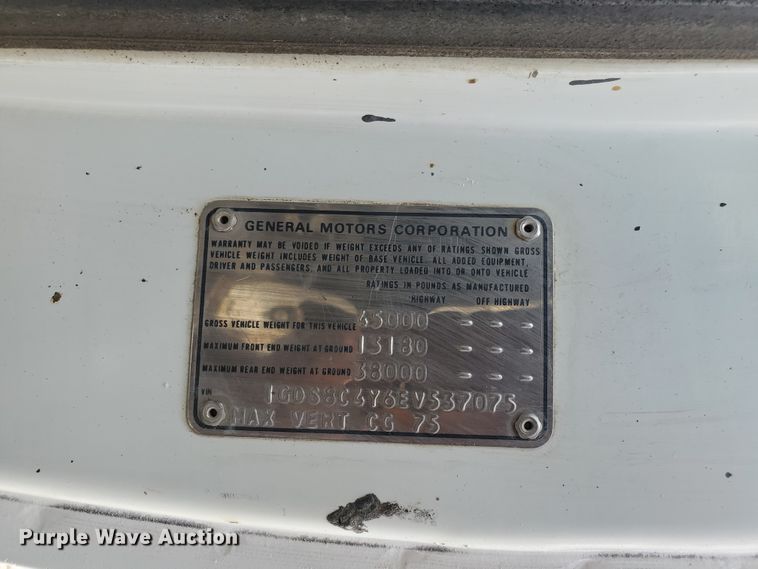 GENERAL MOTORS CORPORATION
WARRANTY MAY BE VOIDED IF WEIGHT EXCEEDS ANY OF RATINGS SHOWN GROSS
VEHICLE WEIGHT INCLUDES WEIGHT OF BASE VEHICLE. ALL ADDED EQUIPMENT,
DRIVER AND PASSENGERS, AND ALL PROPERTY LOADED INTO OR ONTO VEHICLE
RATINGS IN POUNDS AS MANUFACTURED
HIGHWAY OFF HIGHWAY
GROSS VEHICLE WEIGHT FOR THIS VEHICLE 45000 - - -
MAXIMUM FRONT END WEIGHT AT GROUND 13180 - - -
MAXIMUM REAR END WEIGHT AT GROUND 38000 - - -
VIN 1GDS8C4Y6EV537075
MAX VERT CG 75
Purple Wave Auction